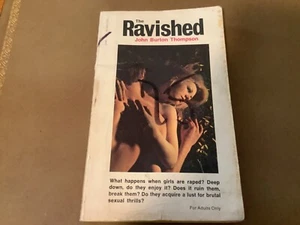 The
Ravished
John Burton Thompson
What happens when girls are raped? Deep
down, do they enjoy it? Does it ruin them,
break them? Do they acquire a lust for brutal
sexual thrills?
For Adults Only